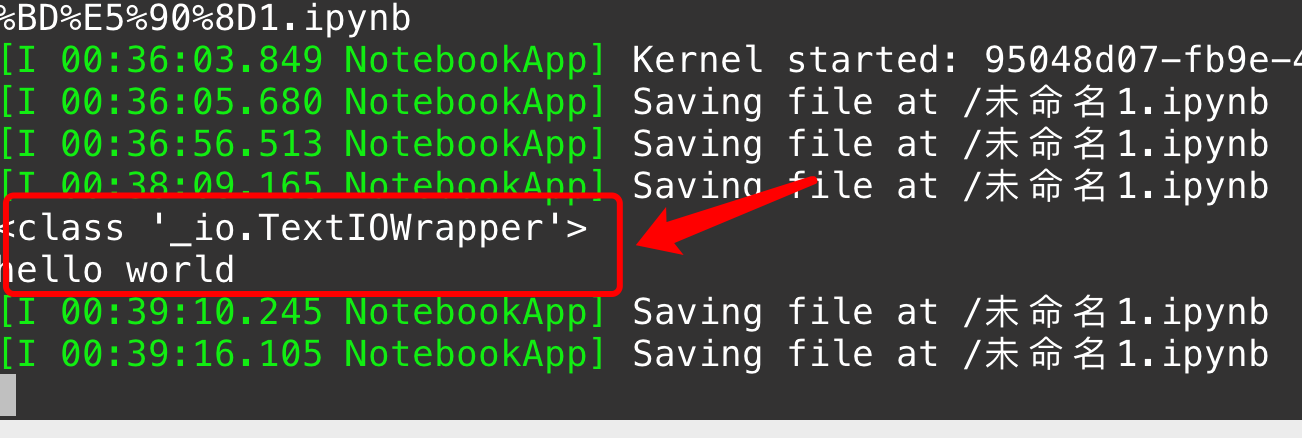 %BD%E5%90%8D1.ipynb
[I 00:36:03.849 NotebookApp] Kernel started: 95048d07-fb9e-4
[I 00:36:05.680 NotebookApp] Saving file at /未命名1.ipynb
[I 00:36:56.513 NotebookApp] Saving file at /未命名1.ipynb
[I 00:38:09.165 NotebookApp] Saving file at /未命名1.ipynb
<class '_io.TextIOWrapper'>
hello world
[I 00:39:10.245 NotebookApp] Saving file at /未命名1.ipynb
[I 00:39:16.105 NotebookApp] Saving file at /未命名1.ipynb